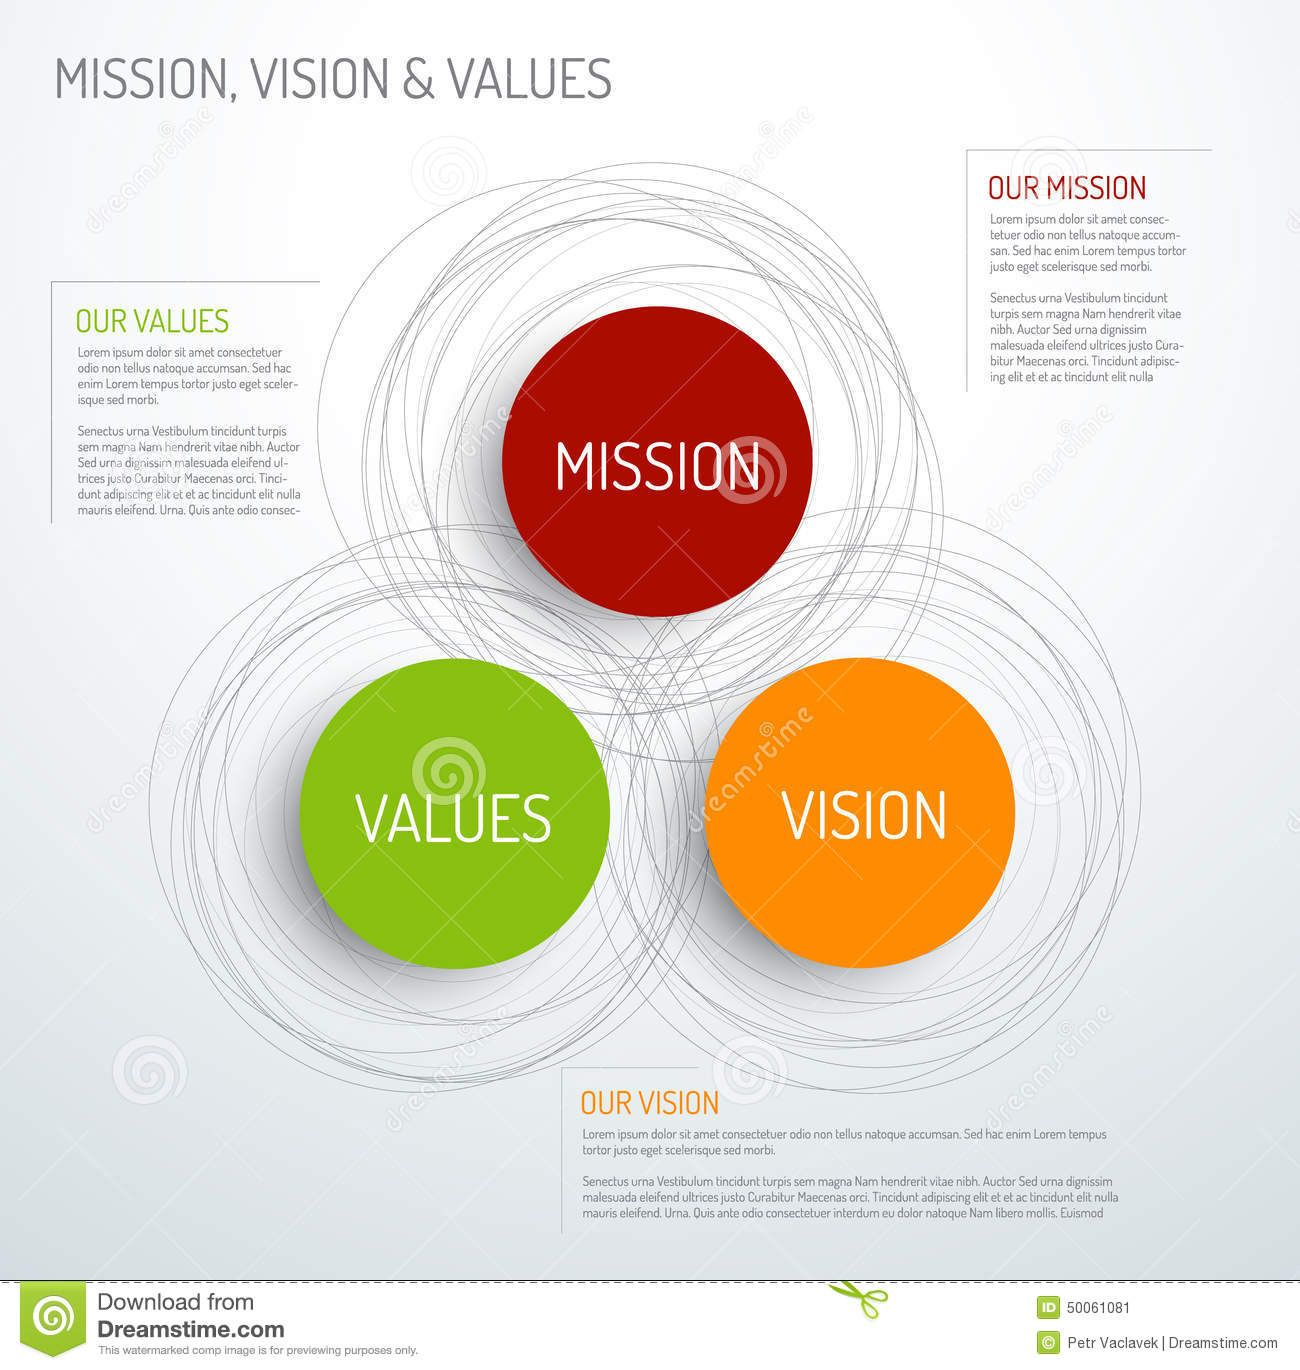 MISSION, VISION & VALUES
OUR MISSION
Lorem ipsum dolor sit amet consec-
tetuer odio non tellus natoque accum-
san. Sed hac enim Lorem tempus tortor
justo eget scelerisque sed morbi.
Senectus urna Vestibulum tincidunt
turpis sem magna Nam hendrerit vitae
nibh. Auctor Sed urna dignissim
malesuada eleifend ultrices justo Cura-
bitur Maecenas orci. Tincidunt adipisc-
ing elit et et ac tincidunt elit nulla
OUR VALUES
Lorem ipsum dolor sit amet consectetuer
odio non tellus natoque accumsan. Sed hac
enim Lorem tempus tortor justo eget sceler-
isque sed morbi.
Senectus urna Vestibulum tincidunt turpis
sem magna Nam hendrerit vitae nibh. Auctor
Sed urna dignissim malesuada eleifend ul-
trices justo Curabitur Maecenas orci. Tinci-
dunt adipiscing elit et et ac tincidunt elit nulla
mauris eleifend. Urna. Quis ante odio consec-
MISSION
VALUES
VISION
OUR VISION
Lorem ipsum dolor sit amet consectetuer odio non tellus natoque accumsan. Sed hac enim Lorem tempus
tortor justo eget scelerisque sed morbi.
Senectus urna Vestibulum tincidunt turpis sem magna Nam hendrerit vitae nibh. Auctor Sed urna dignissim
malesuada eleifend ultrices justo Curabitur Maecenas orci. Tincidunt adipiscing elit et et ac tincidunt elit nulla
mauris eleifend. Urna. Quis ante odio consectetuer interdum eu dolor natoque Nam libero mollis. Euismod
Download from
Dreamstime.com
This watermarked comp image is for previewing purposes only.
ID 50061081
© Petr Vaclavek | Dreamstime.com
dreamstime
dreamstime
dreamstime
dreamstime
dreamstime
dreamstime
dreamstime
dreamstime